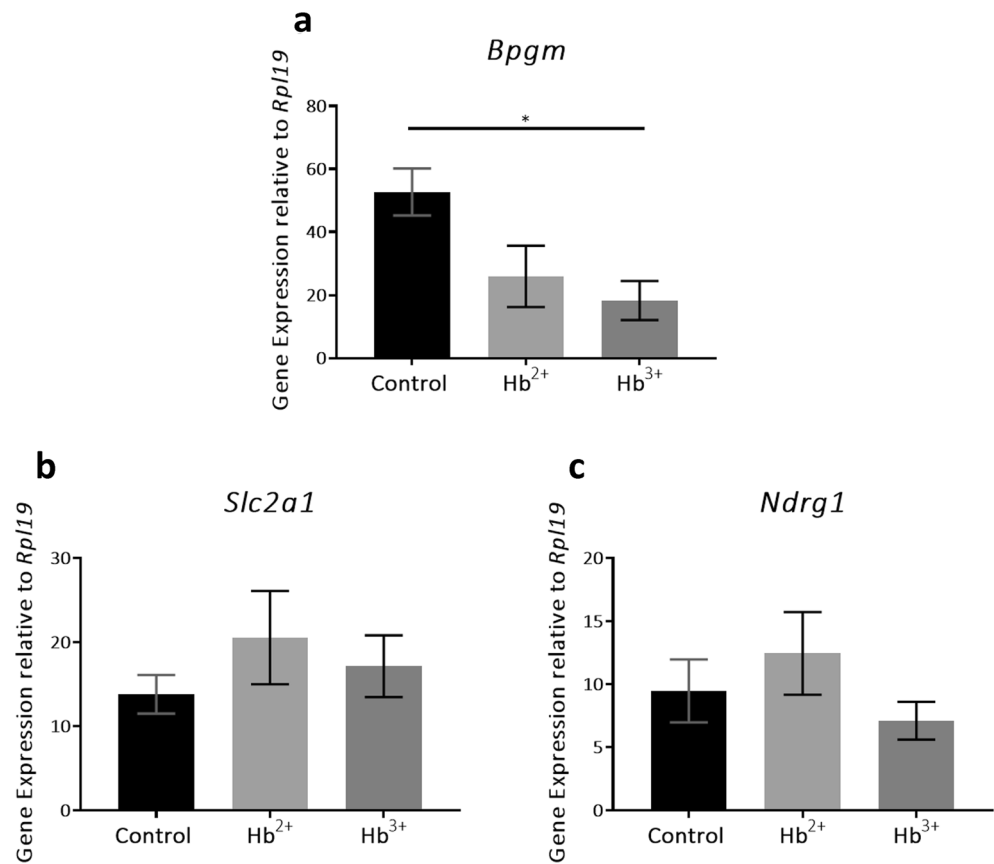 a
Bpgm
Gene Expression relative to Rpl19
80
60
40
20
0
*
Control Hb²⁺ Hb³⁺
b
Slc2a1
Gene Expression relative to Rpl19
30
20
10
0
Control Hb²⁺ Hb³⁺
c
Ndrg1
Gene Expression relative to Rpl19
20
15
10
5
0
Control Hb²⁺ Hb³⁺